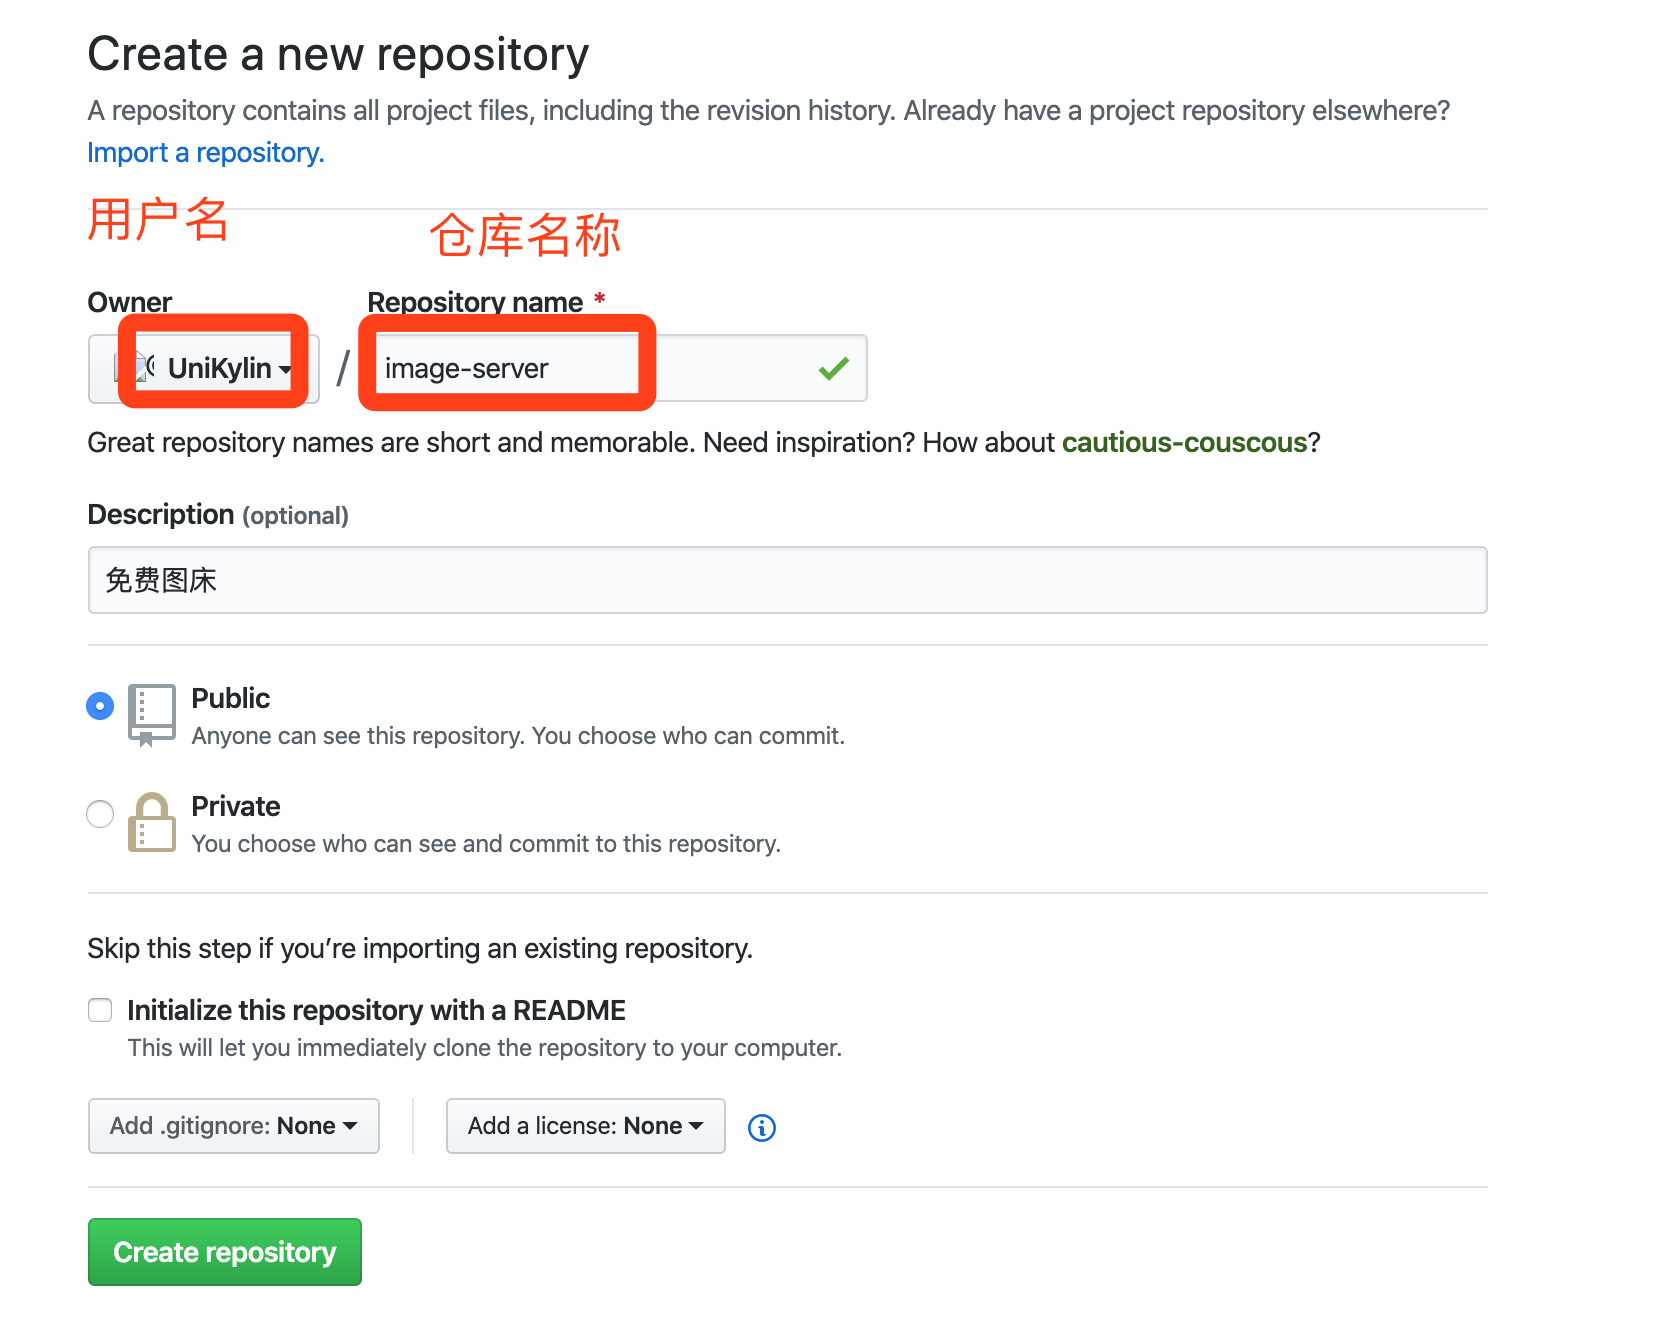 Create a new repository
A repository contains all project files, including the revision history. Already have a project repository elsewhere?
Import a repository.
用户名
仓库名称
Owner
Repository name *
UniKylin
/
image-server
Great repository names are short and memorable. Need inspiration? How about cautious-couscous?
Description (optional)
免费图床
Public
Anyone can see this repository. You choose who can commit.
Private
You choose who can see and commit to this repository.
Skip this step if you’re importing an existing repository.
Initialize this repository with a README
This will let you immediately clone the repository to your computer.
Add .gitignore: None
Add a license: None
Create repository